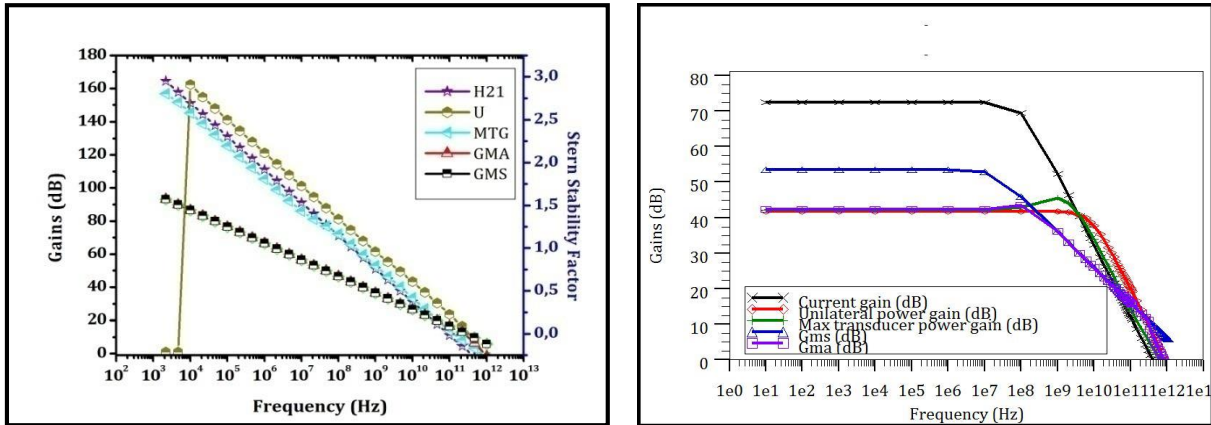 180
160
140
120
100
80
60
40
20
0
Gains (dB)
3,0
2,5
2,0
1,5
1,0
0,5
0,0
Stern Stability Factor
H21
U
MTG
GMA
GMS
10² 10³ 10⁴ 10⁵ 10⁶ 10⁷ 10⁸ 10⁹ 10¹⁰ 10¹¹ 10¹² 10¹³
Frequency (Hz)
80
70
60
50
40
30
20
10
0
Gains (dB)
Current gain (dB)
Unilateral power gain (dB)
Max transducer power gain (dB)
Gms (dB)
Gma (dB)
1e0 1e1 1e2 1e3 1e4 1e5 1e6 1e7 1e8 1e9 1e10 1e11 1e121e1
Frequency (Hz)